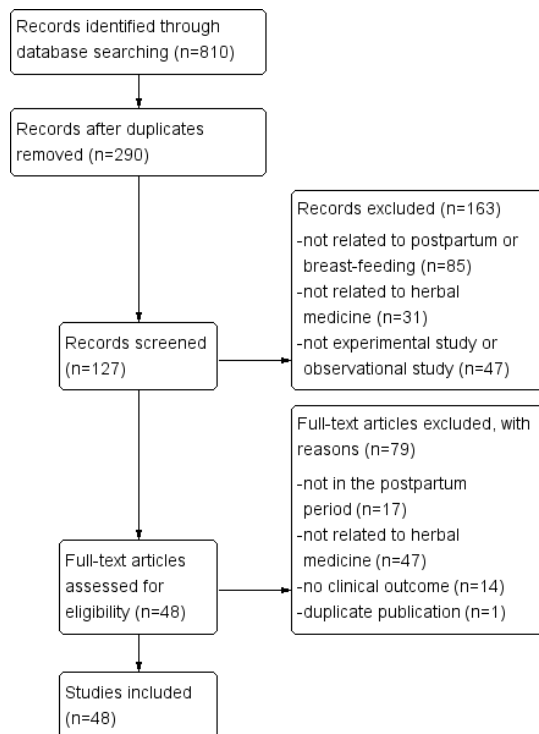 Records identified through
database searching (n=810)
Records after duplicates
removed (n=290)
Records excluded (n=163)
-not related to postpartum or
breast-feeding (n=85)
-not related to herbal
medicine (n=31)
-not experimental study or
observational study (n=47)
Records screened
(n=127)
Full-text articles excluded, with
reasons (n=79)
-not in the postpartum
period (n=17)
-not related to herbal
medicine (n=47)
-no clinical outcome (n=14)
-duplicate publication (n=1)
Full-text articles
assessed for
eligibility (n=48)
Studies included
(n=48)